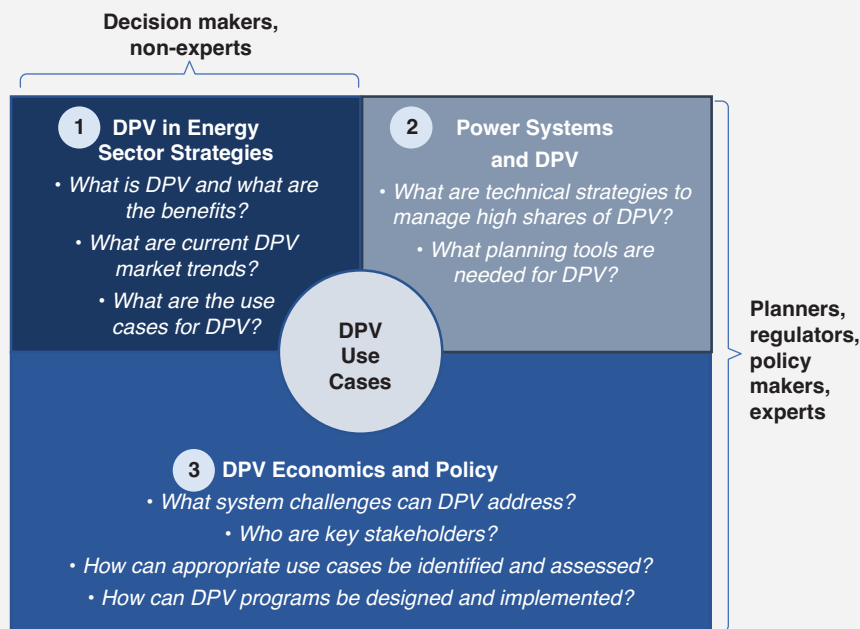 Decision makers,
non-experts
1 DPV in Energy
Sector Strategies
• What is DPV and what are
the benefits?
• What are current DPV
market trends?
• What are the use
cases for DPV?
2 Power Systems
and DPV
• What are technical strategies to
manage high shares of DPV?
• What planning tools are
needed for DPV?
DPV
Use
Cases
Planners,
regulators,
policy
makers,
experts
3 DPV Economics and Policy
• What system challenges can DPV address?
• Who are key stakeholders?
• How can appropriate use cases be identified and assessed?
• How can DPV programs be designed and implemented?